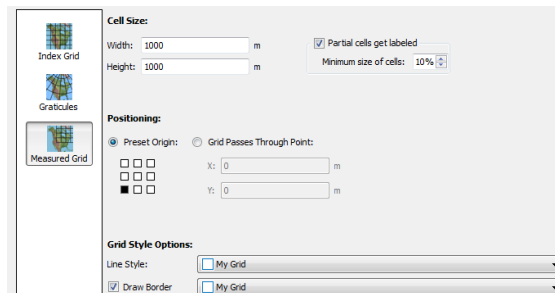 Index Grid
Graticules
Measured Grid
Cell Size:
Width: 1000 m
Partial cells get labeled
Height: 1000 m
Minimum size of cells: 10%
Positioning:
Preset Origin: Grid Passes Through Point:
X: 0 m
Y: 0 m
Grid Style Options:
Line Style: My Grid
Draw Border My Grid